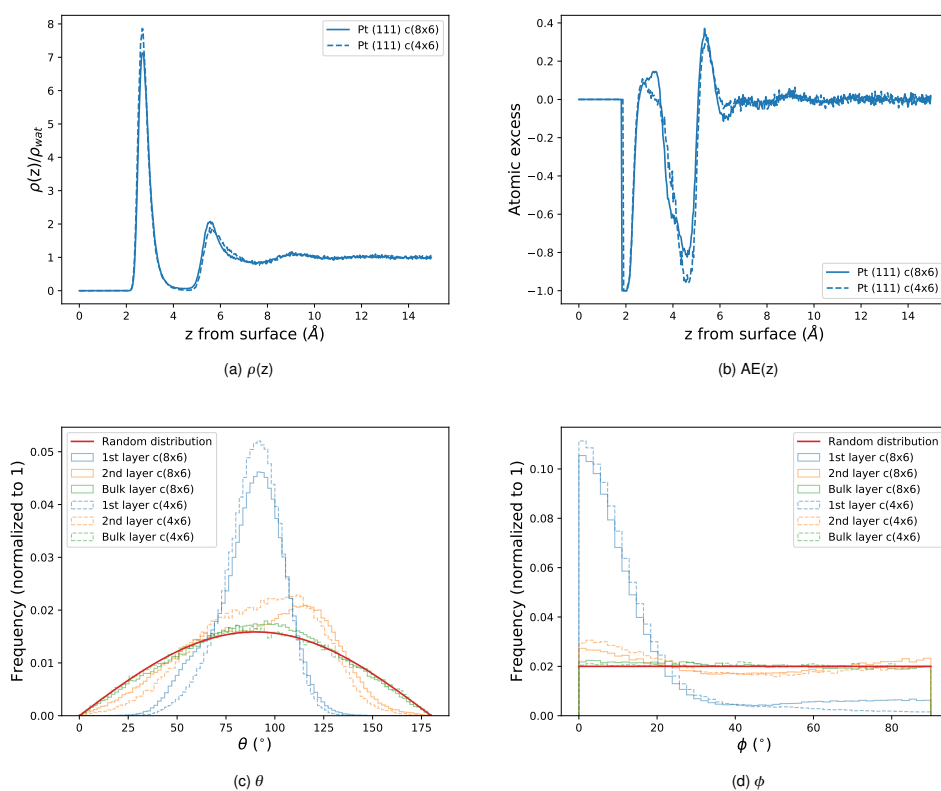 8
7
6
5
4
3
2
1
0
ρ(z)/ρwat
Pt (111) c(8x6)
Pt (111) c(4x6)
0 2 4 6 8 10 12 14
z from surface (Å)
(a) ρ(z)
0.4
0.2
0.0
−0.2
−0.4
−0.6
−0.8
−1.0
Atomic excess
Pt (111) c(8x6)
Pt (111) c(4x6)
0 2 4 6 8 10 12 14
z from surface (Å)
(b) AE(z)
0.05
0.04
0.03
0.02
0.01
0.00
Frequency (normalized to 1)
Random distribution
1st layer c(8x6)
2nd layer c(8x6)
Bulk layer c(8x6)
1st layer c(4x6)
2nd layer c(4x6)
Bulk layer c(4x6)
0 25 50 75 100 125 150 175
θ (°)
(c) θ
0.10
0.08
0.06
0.04
0.02
0.00
Frequency (normalized to 1)
Random distribution
1st layer c(8x6)
2nd layer c(8x6)
Bulk layer c(8x6)
1st layer c(4x6)
2nd layer c(4x6)
Bulk layer c(4x6)
0 20 40 60 80
ϕ (°)
(d) ϕ